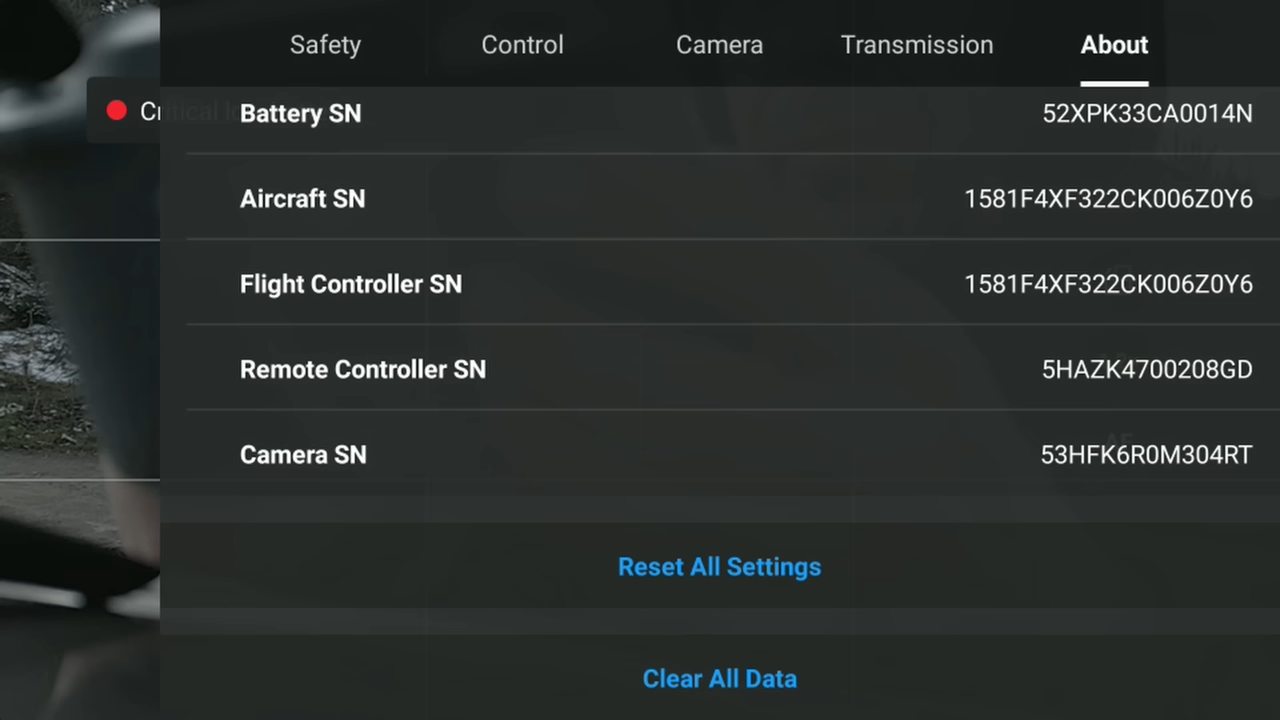 Safety Control Camera Transmission About
Critical
Battery SN 52XPK33CA0014N
Aircraft SN 1581F4XF322CK006Z0Y6
Flight Controller SN 1581F4XF322CK006Z0Y6
Remote Controller SN 5HAZK4700208GD
Camera SN 53HFK6R0M304RT
Reset All Settings
Clear All Data